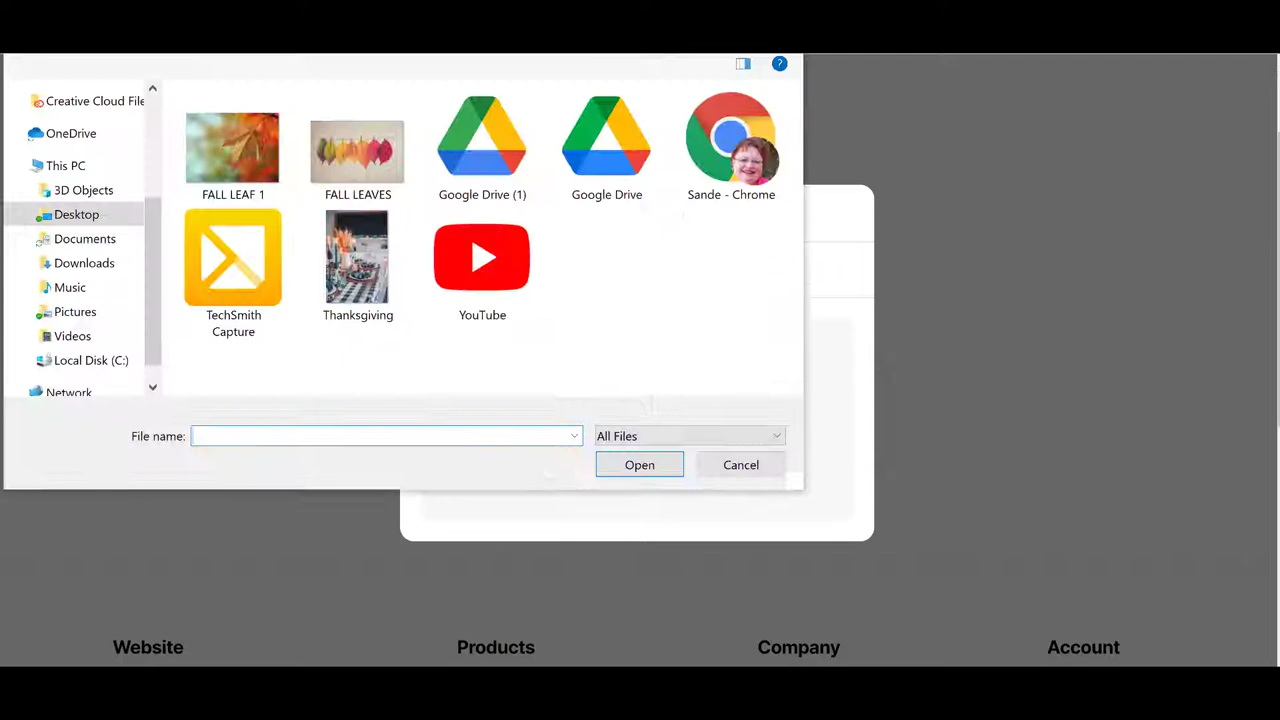 ?
Creative Cloud File
OneDrive
This PC
3D Objects
Desktop
Documents
Downloads
Music
Pictures
Videos
Local Disk (C:)
Network
FALL LEAF 1
FALL LEAVES
Google Drive (1)
Google Drive
Sande - Chrome
TechSmith
Capture
Thanksgiving
YouTube
File name:
All Files
Open
Cancel
Website
Products
Company
Account